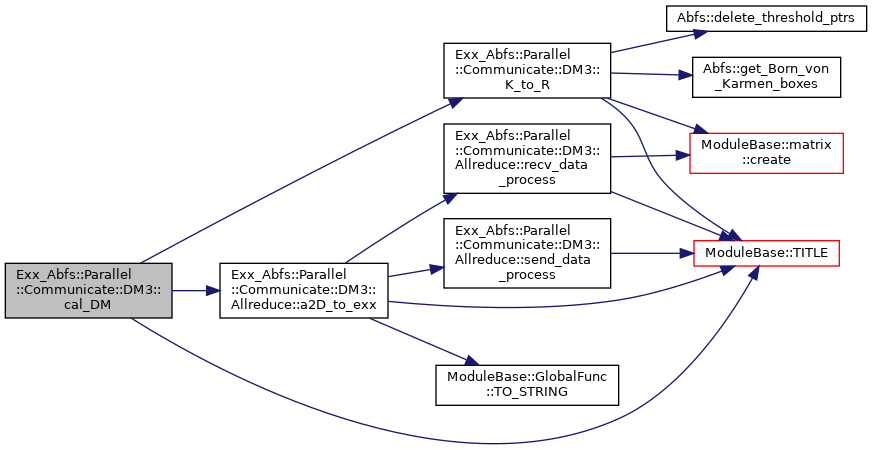 Abfs::delete_threshold_ptrs
Exx_Abfs::Parallel
::Communicate::DM3::
K_to_R
Abfs::get_Born_von
_Karmen_boxes
Exx_Abfs::Parallel
::Communicate::DM3::
Allreduce::recv_data
_process
ModuleBase::matrix
::create
Exx_Abfs::Parallel
::Communicate::DM3::
Allreduce::send_data
_process
ModuleBase::TITLE
Exx_Abfs::Parallel
::Communicate::DM3::
cal_DM
Exx_Abfs::Parallel
::Communicate::DM3::
Allreduce::a2D_to_exx
ModuleBase::GlobalFunc
::TO_STRING